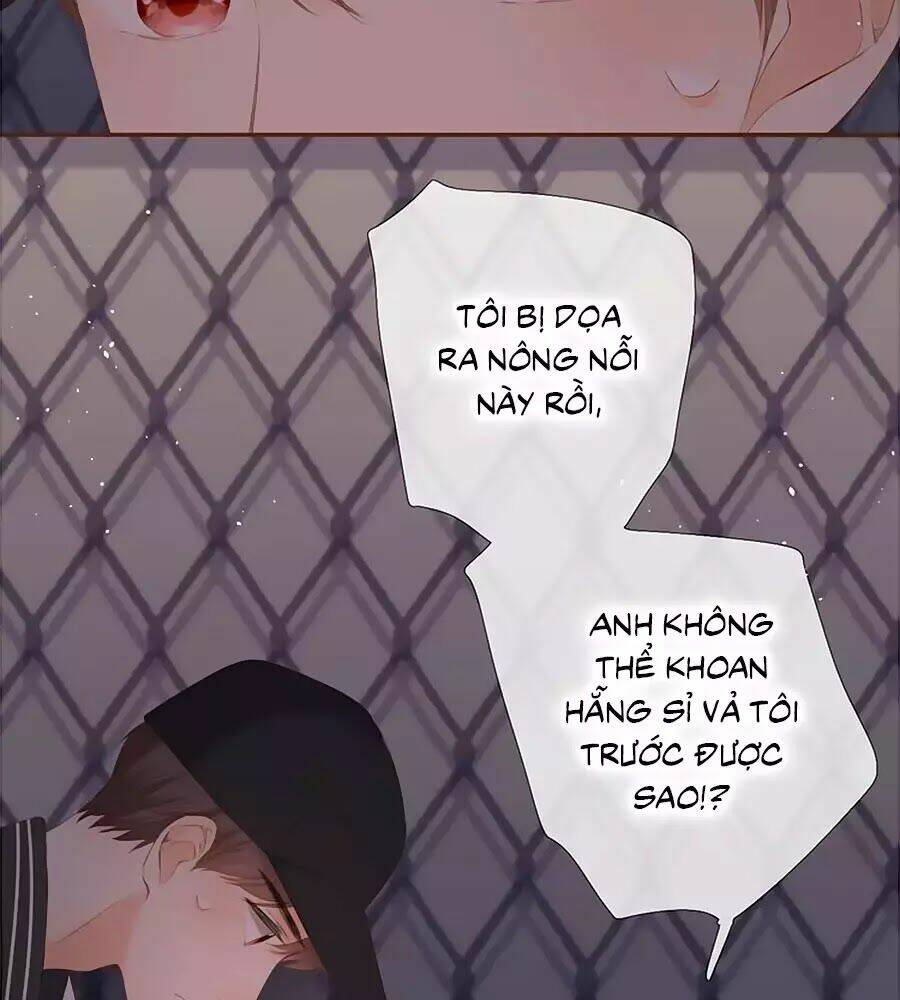 TÔI BỊ DỌA
RA NÔNG NỖI
NÀY RỒI,
ANH KHÔNG
THỂ KHOAN
HẴNG SỈ VẢ TÔI
TRƯỚC ĐƯỢC
SAO!?